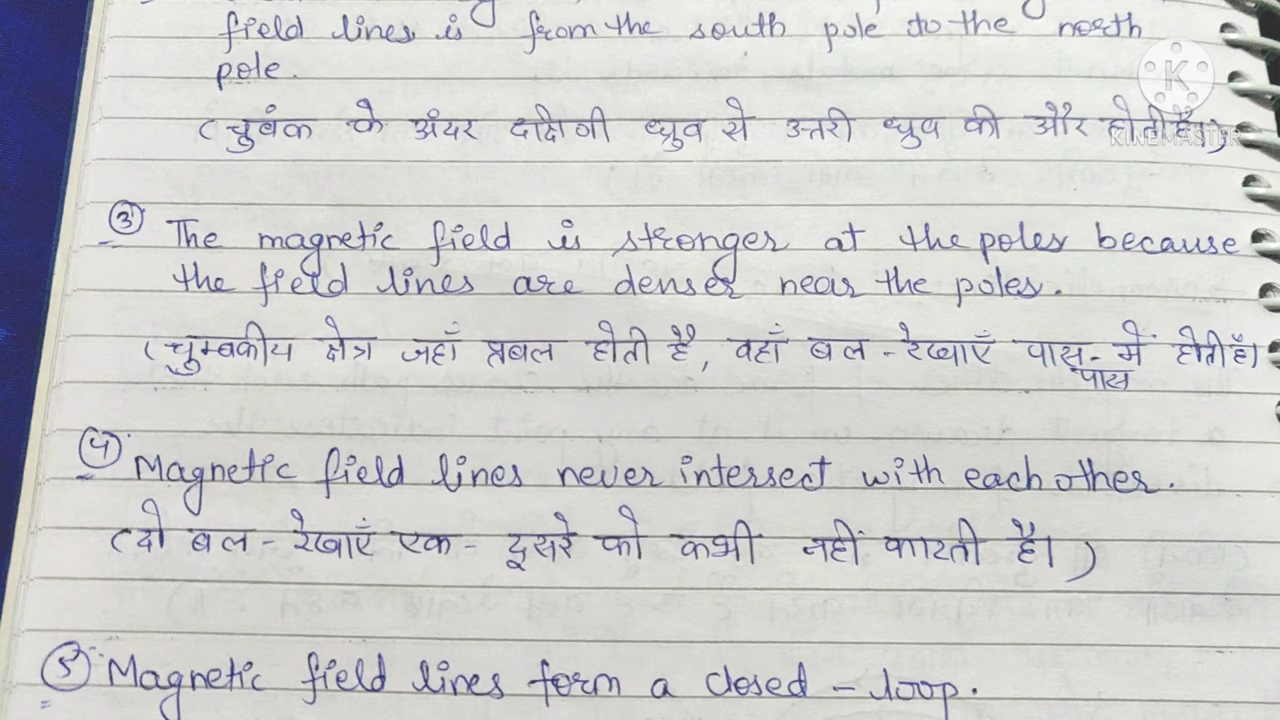 field lines is from the south pole to the north
pole.
(चुबंक के अंदर दक्षिणी ध्रुव से उत्तरी ध्रुव की और होती है।)
K
KINEMASTER
③ The magnetic field is stronger at the poles because
the field lines are denser near the poles.
(चुम्बकीय क्षेत्र जहाँ प्रबल होती है, वहाँ बल-रेखाएँ पास-में होती है।
पास
④ Magnetic field lines never intersect with each other.
(दो बल-रेखाएँ एक-दूसरे को कभी नहीं काटती है।)
⑤ Magnetic field lines form a closed-loop.